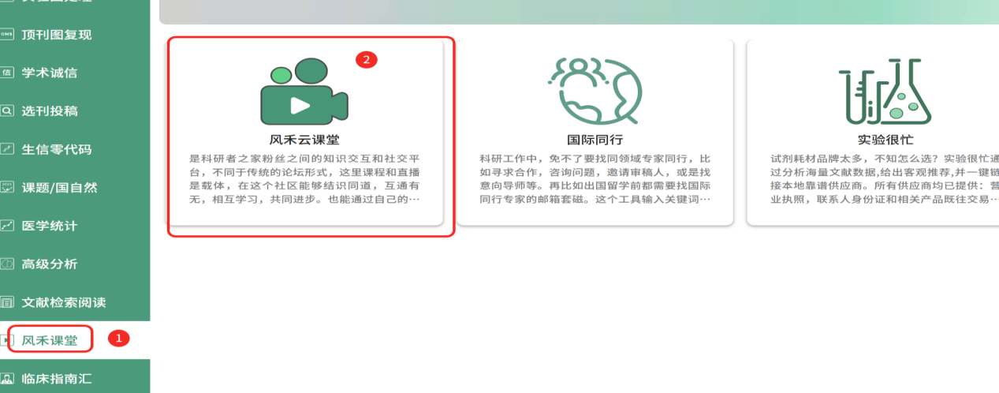 顶刊图复现
学术诚信
选刊投稿
生信零代码
课题/国自然
医学统计
高级分析
文献检索阅读
风禾课堂
1
临床指南汇
2
风禾云课堂
是科研者之家粉丝之间的知识交互和社交平
台，不同于传统的论坛形式，这里课程和直播
是载体，在这个社区能够结识同道，互通有
无，相互学习，共同进步。也能通过自己的…
国际同行
科研工作中，免不了要找同领域专家同行，比
如寻求合作，咨询问题，邀请审稿人，或是找
意向导师等。再比如出国留学前都需要找国际
同行专家的邮箱套磁。这个工具输入关键词…
实验很忙
试剂耗材品牌太多，不知怎么选？实验很忙通
过分析海量文献数据,给出客观推荐,并一键链
接本地靠谱供应商。所有供应商均已提供：营
业执照，联系人身份证和相关产品既往交易…